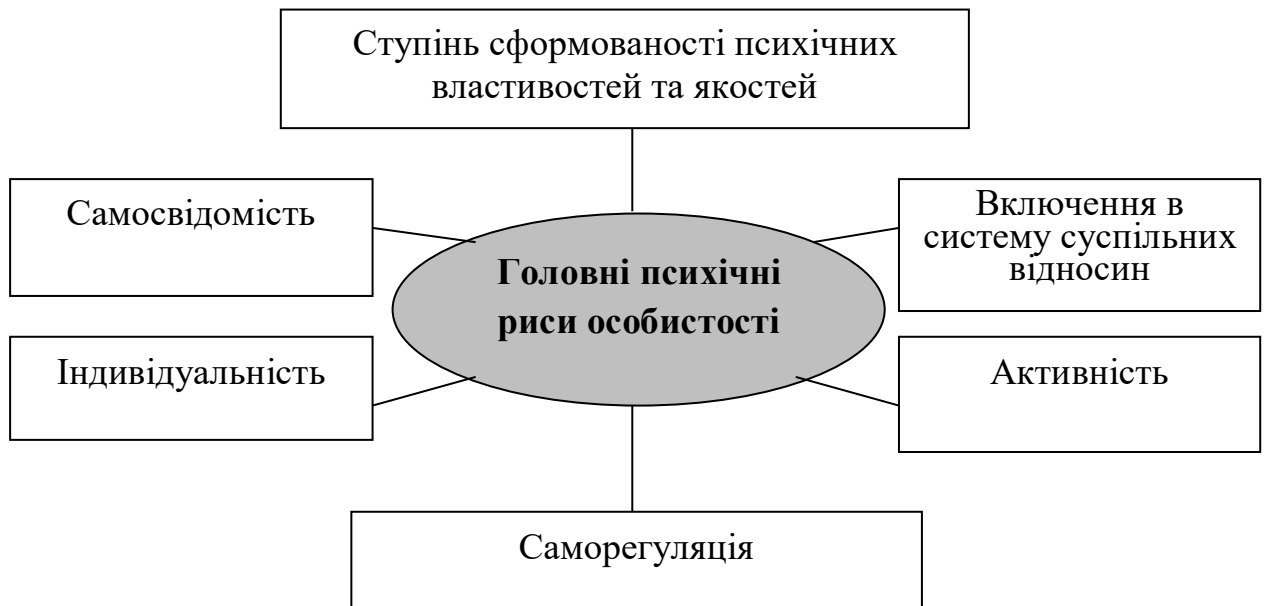 Ступінь сформованості психічних
властивостей та якостей
Самосвідомість
Включення в
систему суспільних
відносин
Головні психічні
риси особистості
Індивідуальність
Активність
Саморегуляція